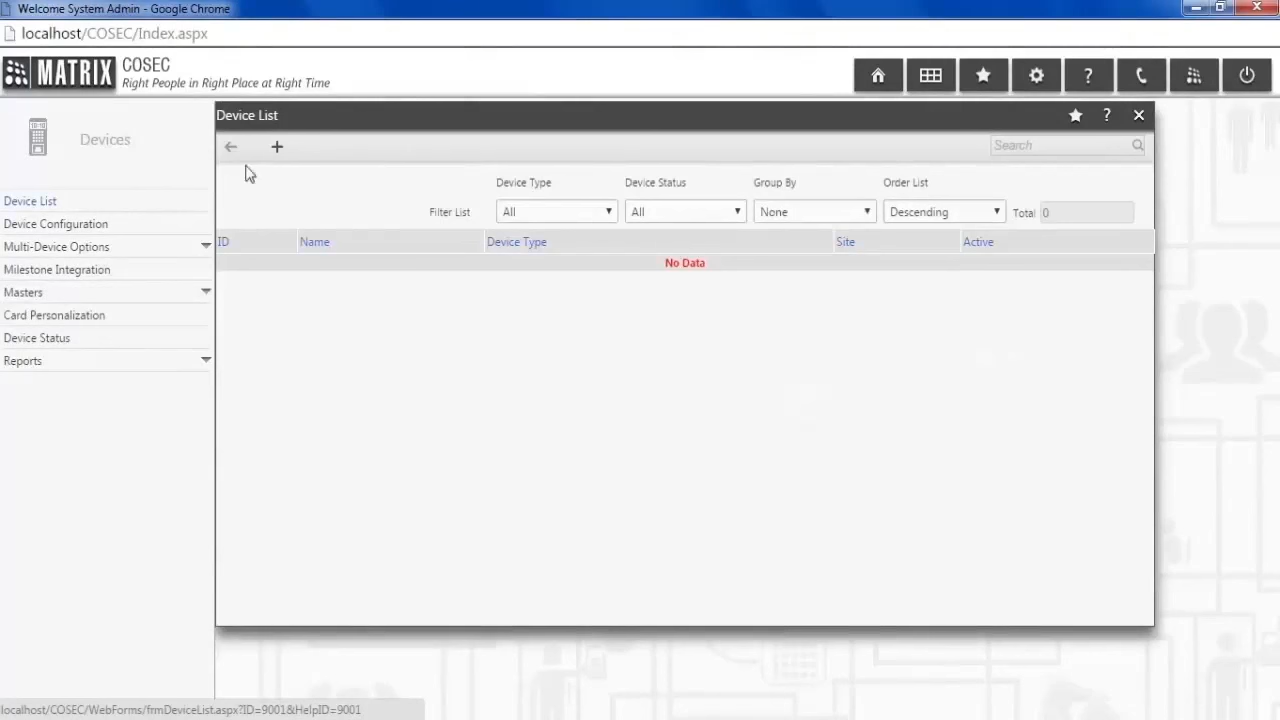 Welcome System Admin - Google Chrome
localhost/COSEC/Index.aspx
MATRIX COSEC
Right People in Right Place at Right Time
?
Devices
Device List
Device Configuration
Multi-Device Options
Milestone Integration
Masters
Card Personalization
Device Status
Reports
Device List
?
Search
Device Type Device Status Group By Order List
Filter List All All None Descending Total 0
ID Name Device Type Site Active
No Data
localhost/COSEC/WebForms/frmDeviceList.aspx?ID=9001&HelpID=9001